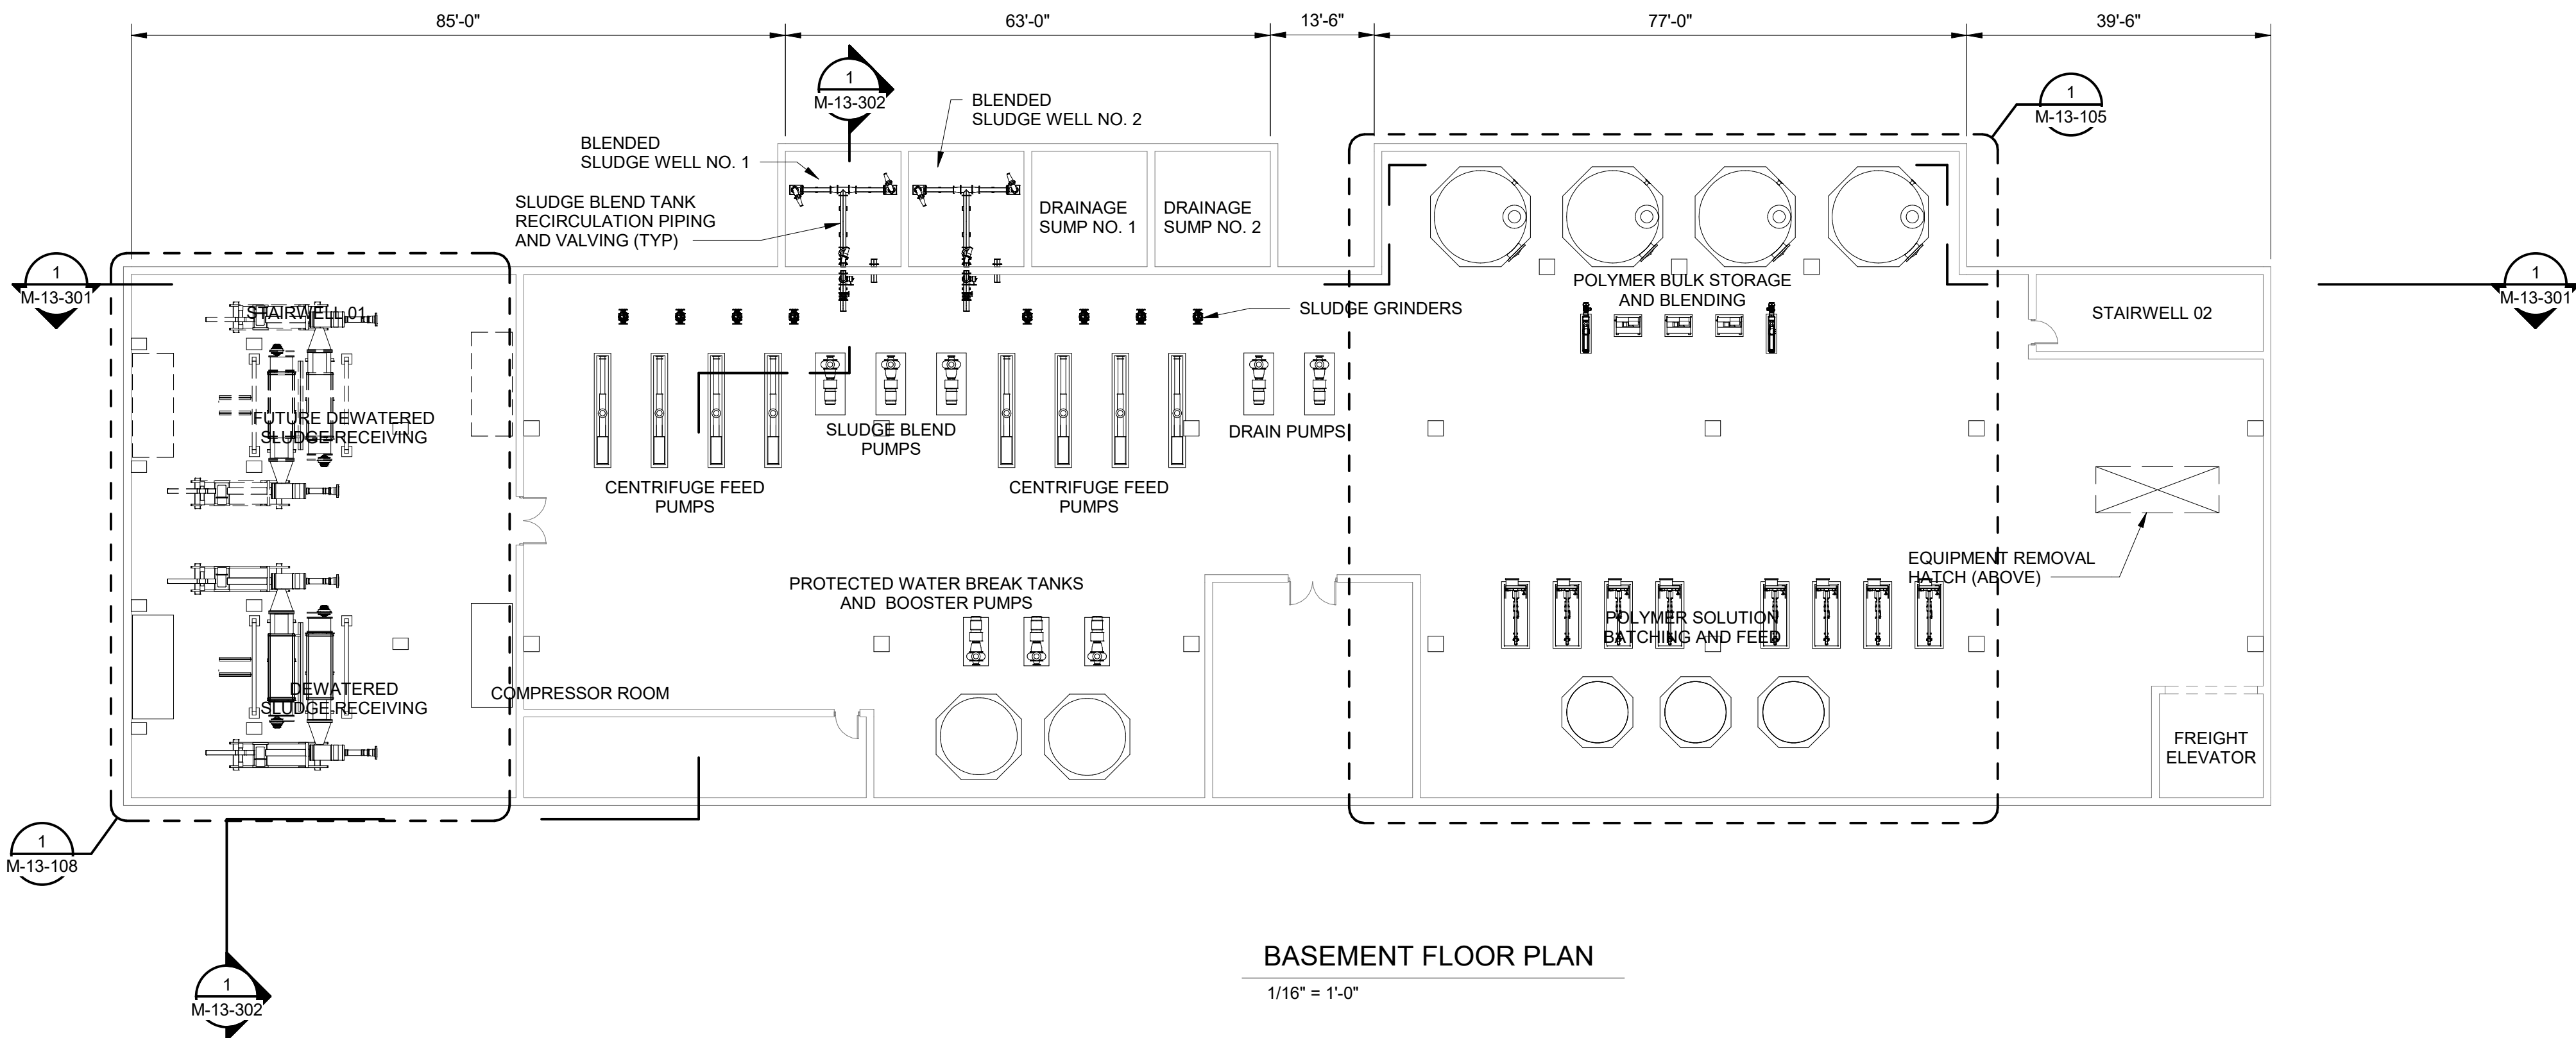 85'-0"
63'-0"
13'-6"
77'-0"
39'-6"
1
M-13-302
BLENDED
SLUDGE WELL NO. 2
1
M-13-105
BLENDED
SLUDGE WELL NO. 1
SLUDGE BLEND TANK
RECIRCULATION PIPING
AND VALVING (TYP)
DRAINAGE
SUMP NO. 1
DRAINAGE
SUMP NO. 2
1
M-13-301
POLYMER BULK STORAGE
AND BLENDING
1
M-13-301
STAIRWELL 01
SLUDGE GRINDERS
STAIRWELL 02
FUTURE DEWATERED
SLUDGE RECEIVING
SLUDGE BLEND
PUMPS
DRAIN PUMPS
CENTRIFUGE FEED
PUMPS
CENTRIFUGE FEED
PUMPS
EQUIPMENT REMOVAL
HATCH (ABOVE)
PROTECTED WATER BREAK TANKS
AND BOOSTER PUMPS
POLYMER SOLUTION
BATCHING AND FEED
DEWATERED
SLUDGE RECEIVING
COMPRESSOR ROOM
FREIGHT
ELEVATOR
1
M-13-108
1
M-13-302
BASEMENT FLOOR PLAN
1/16" = 1'-0"